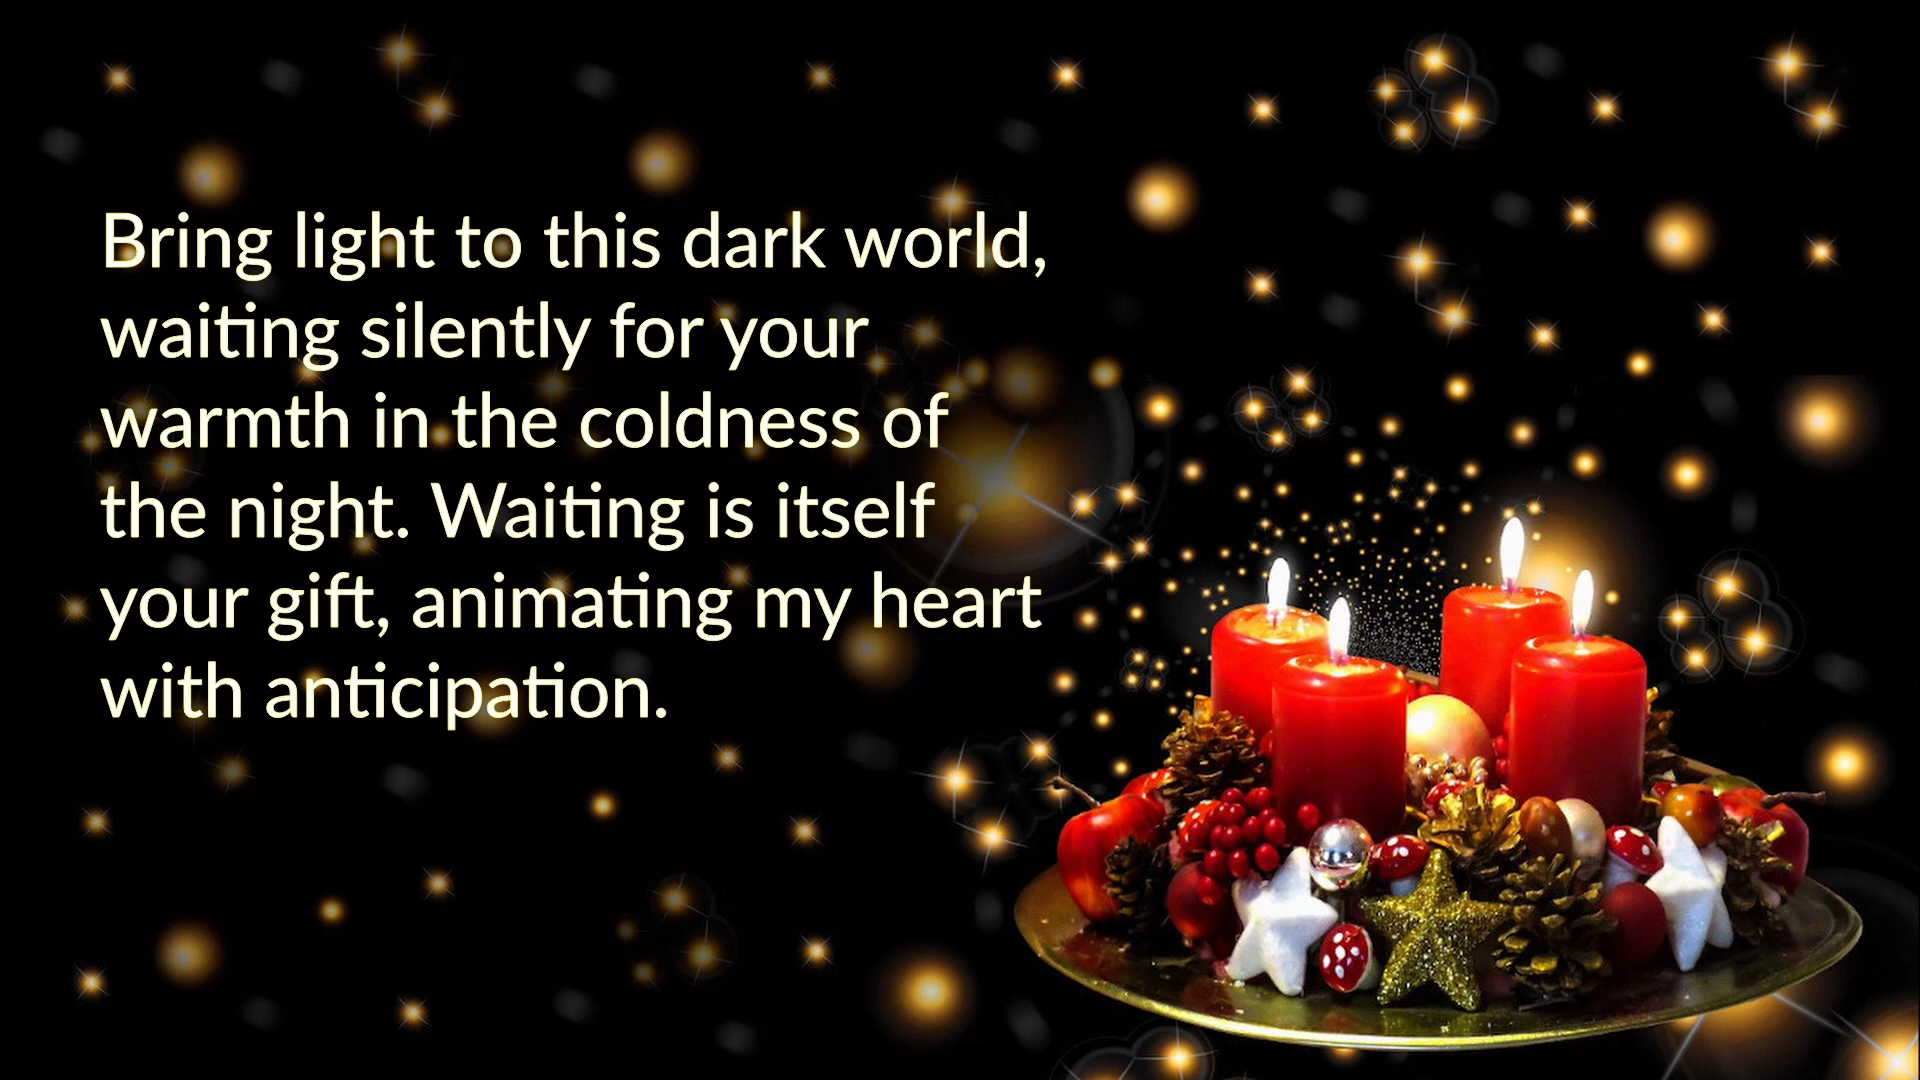 Bring light to this dark world,
waiting silently for your
warmth in the coldness of
the night. Waiting is itself
your gift, animating my heart
with anticipation.